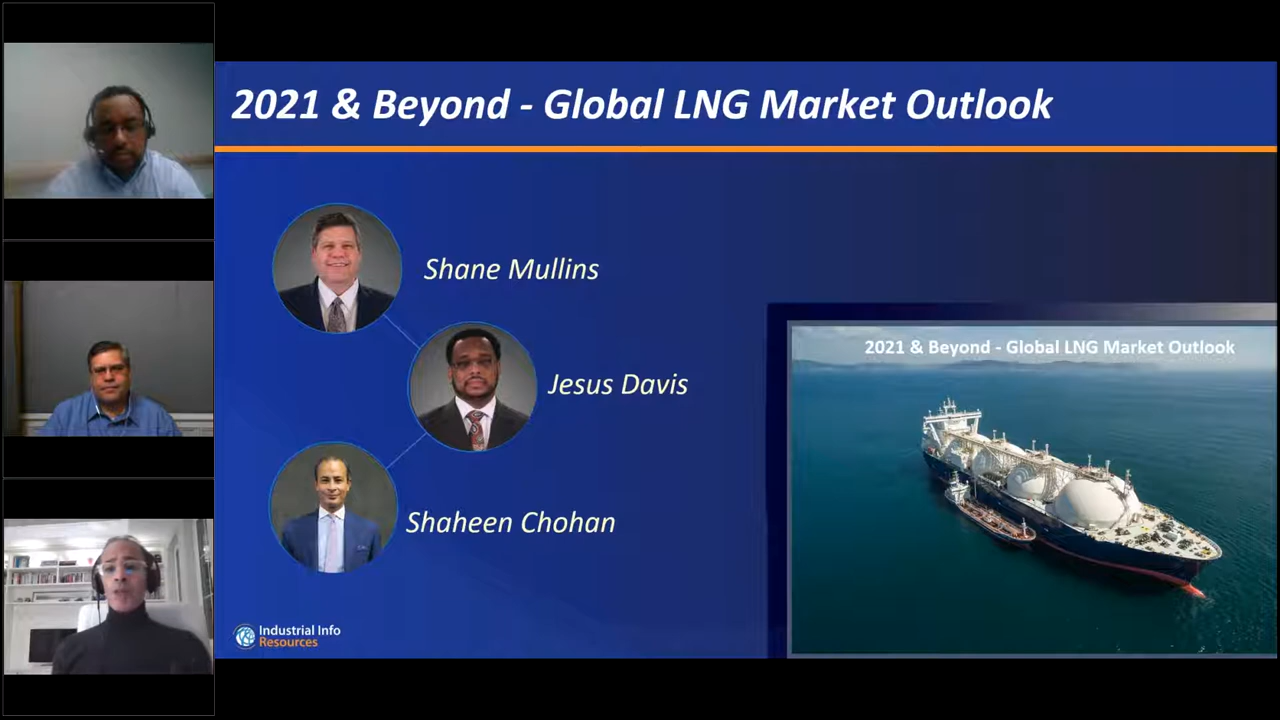 2021 & Beyond - Global LNG Market Outlook
Shane Mullins
Jesus Davis
Shaheen Chohan
2021 & Beyond - Global LNG Market Outlook
Industrial Info
Resources